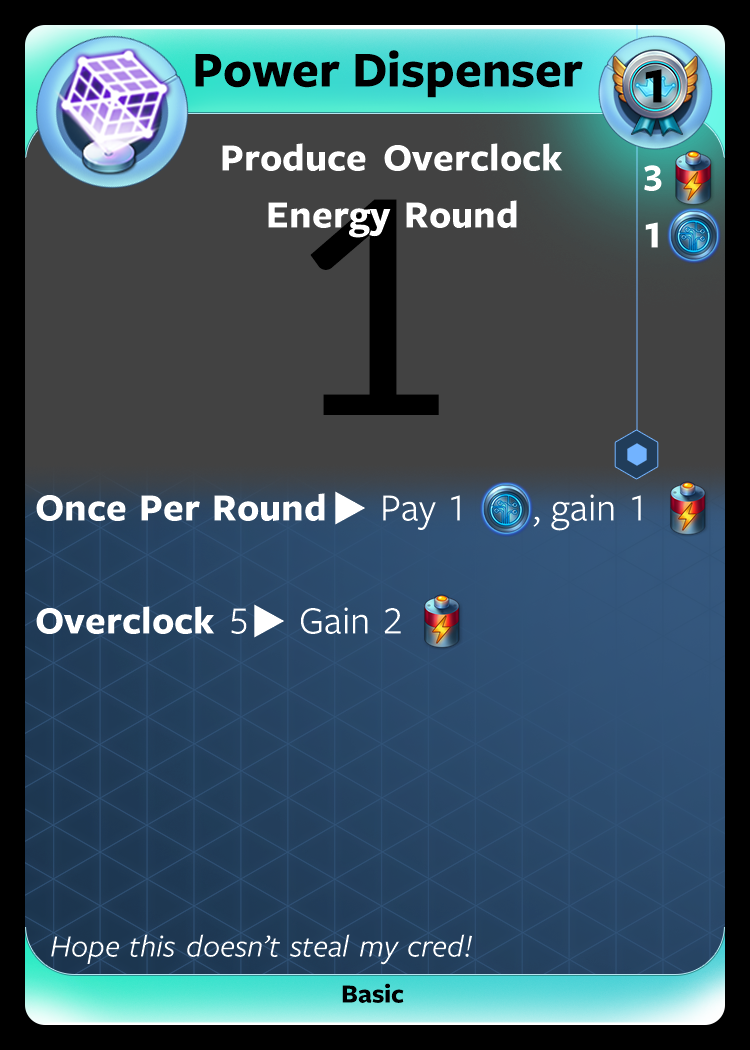 Power Dispenser
1
Produce Overclock
Energy Round
3
1
1
Once Per Round▶ Pay 1 , gain 1
Overclock 5▶ Gain 2
Hope this doesn't steal my cred!
Basic